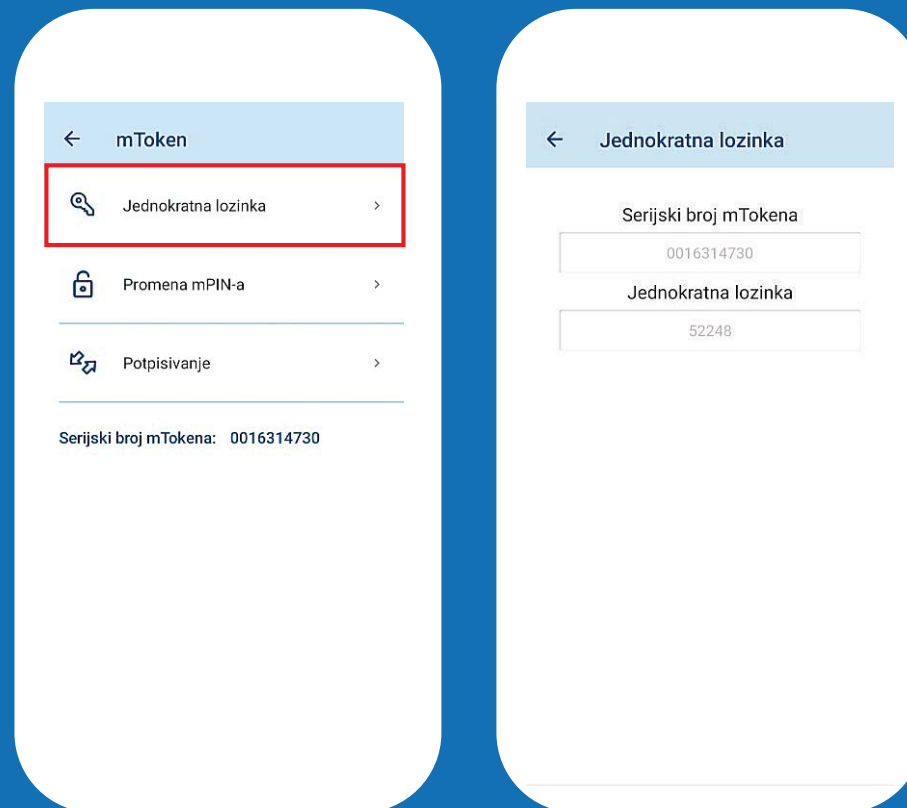 mToken
Jednokratna lozinka
Promena mPIN-a
Potpisivanje
Serijski broj mTokena: 0016314730
Jednokratna lozinka
Serijski broj mTokena
0016314730
Jednokratna lozinka
52248